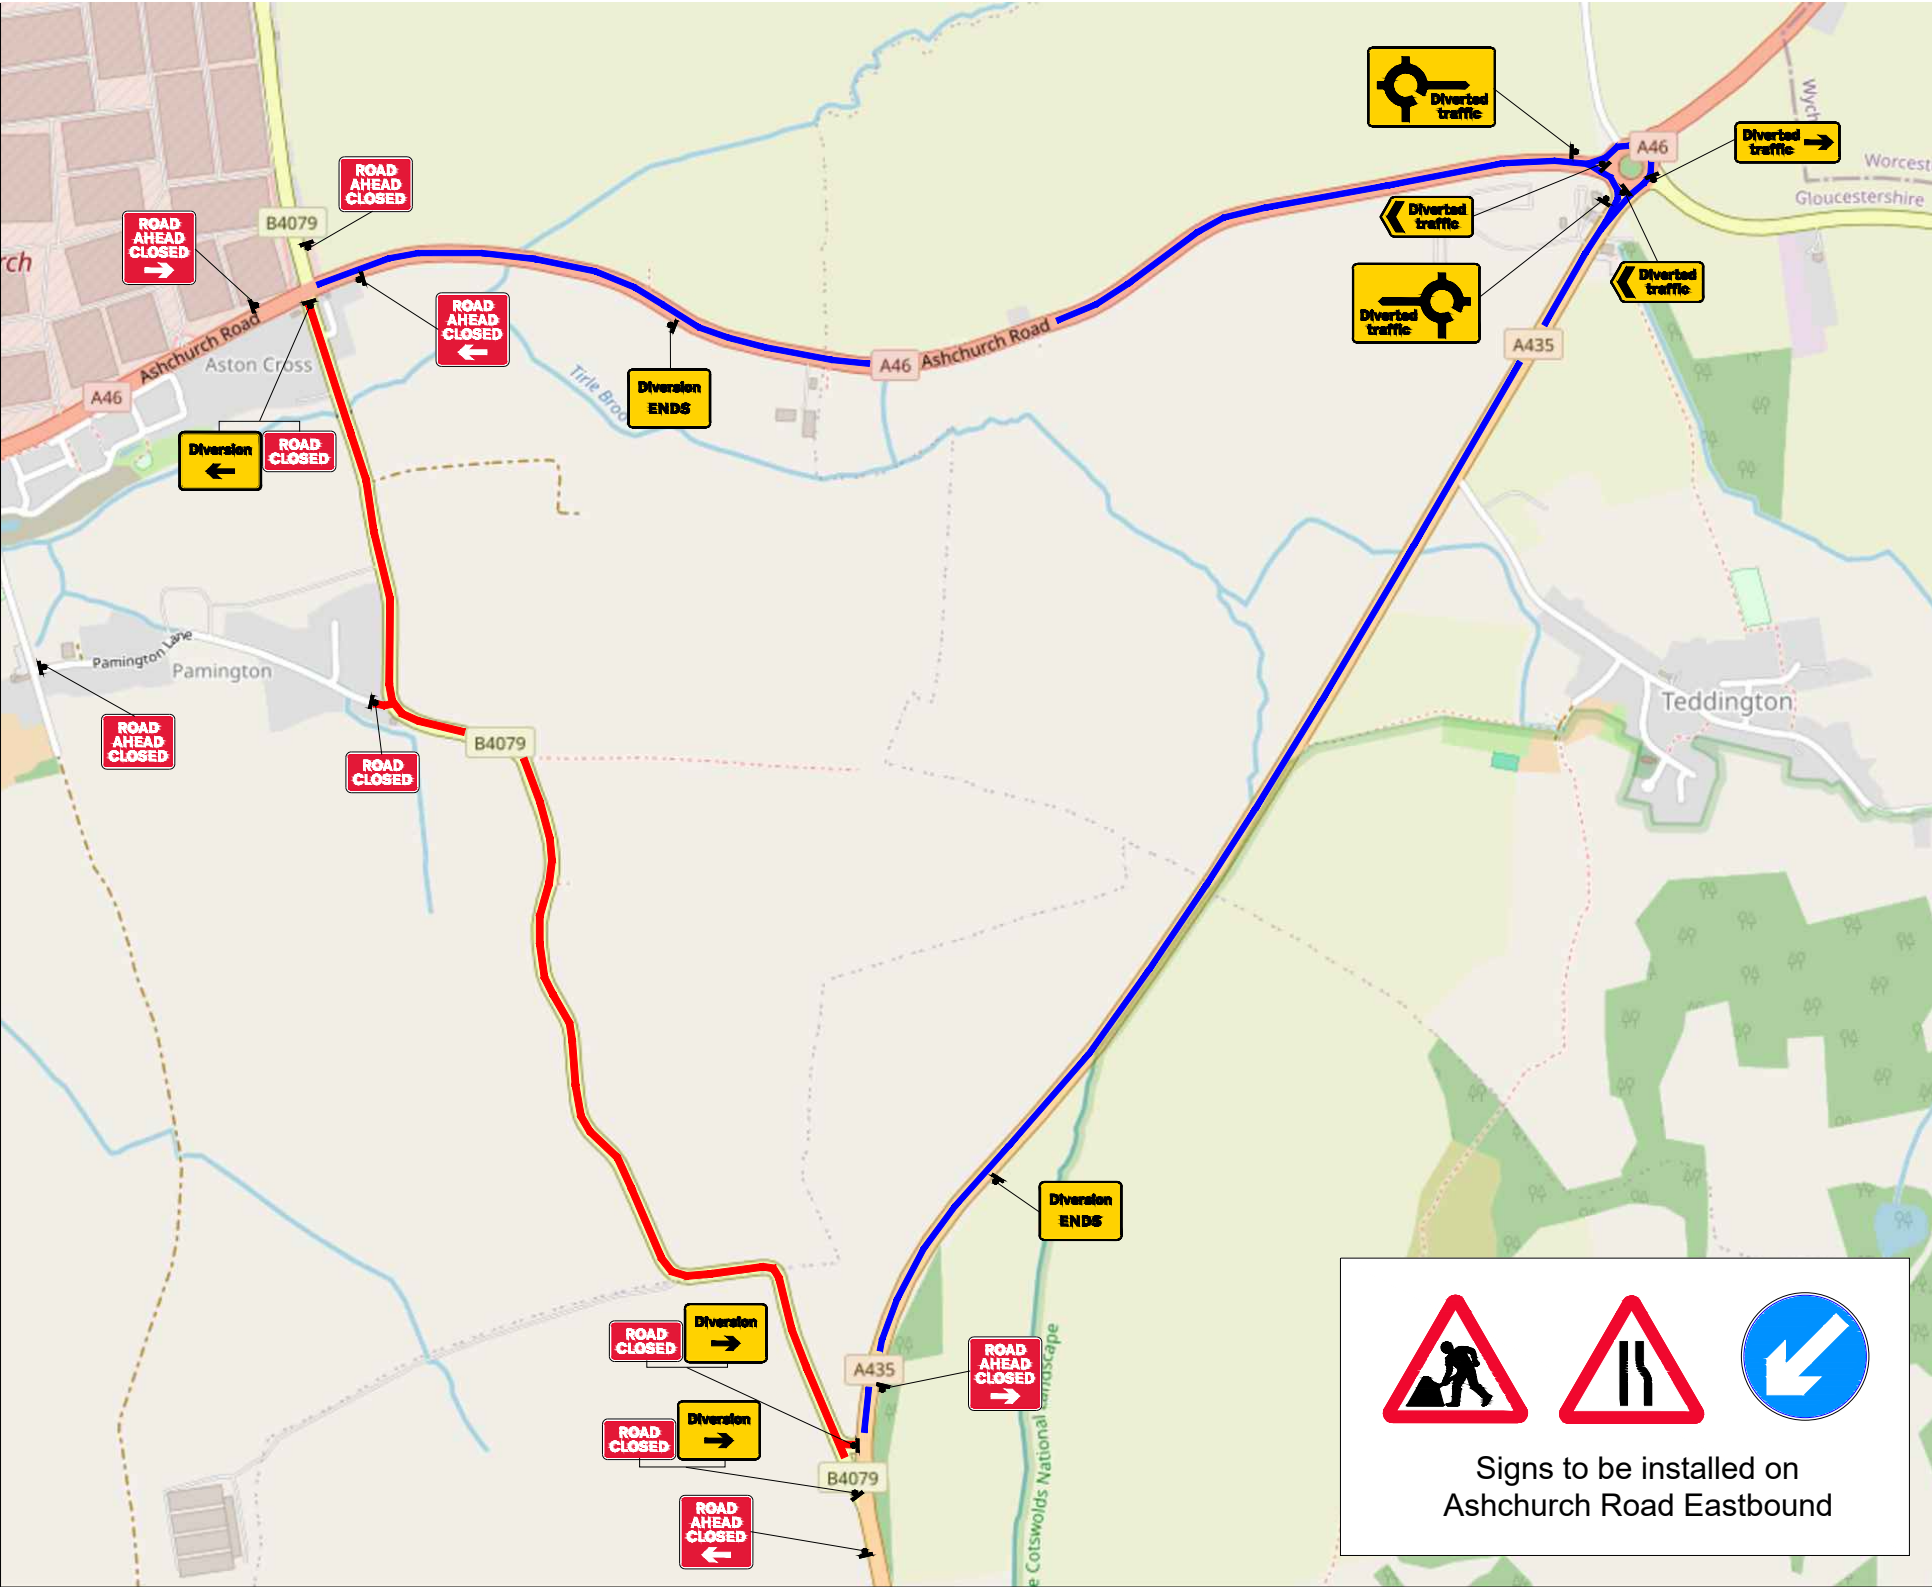 Diverted
traffic
Wych
A46
Diverted
traffic
Worcest
Gloucestershire
ROAD
AHEAD
CLOSED
B4079
ROAD
AHEAD
CLOSED
rch
Diverted
traffic
Diverted
traffic
Diverted
traffic
ROAD
AHEAD
CLOSED
Ashchurch Road
Aston Cross
A46
Tirle Broo
A46
Ashchurch Road
A435
Diversion
ENDS
Diversion
ROAD
CLOSED
Pamington Lane
Pamington
Teddington
ROAD
AHEAD
CLOSED
B4079
ROAD
CLOSED
Diversion
ENDS
ROAD
CLOSED
Diversion
A435
ROAD
AHEAD
CLOSED
ROAD
CLOSED
Diversion
B4079
ROAD
AHEAD
CLOSED
e Cotswolds National Landscape
Signs to be installed on
Ashchurch Road Eastbound